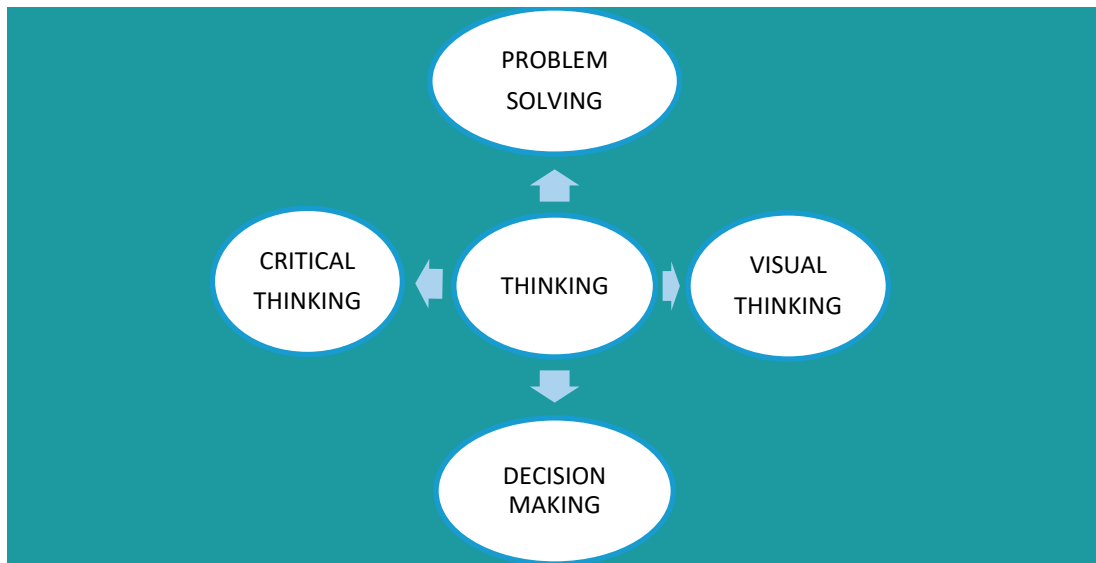 PROBLEM
SOLVING
CRITICAL
THINKING
THINKING
VISUAL
THINKING
DECISION
MAKING